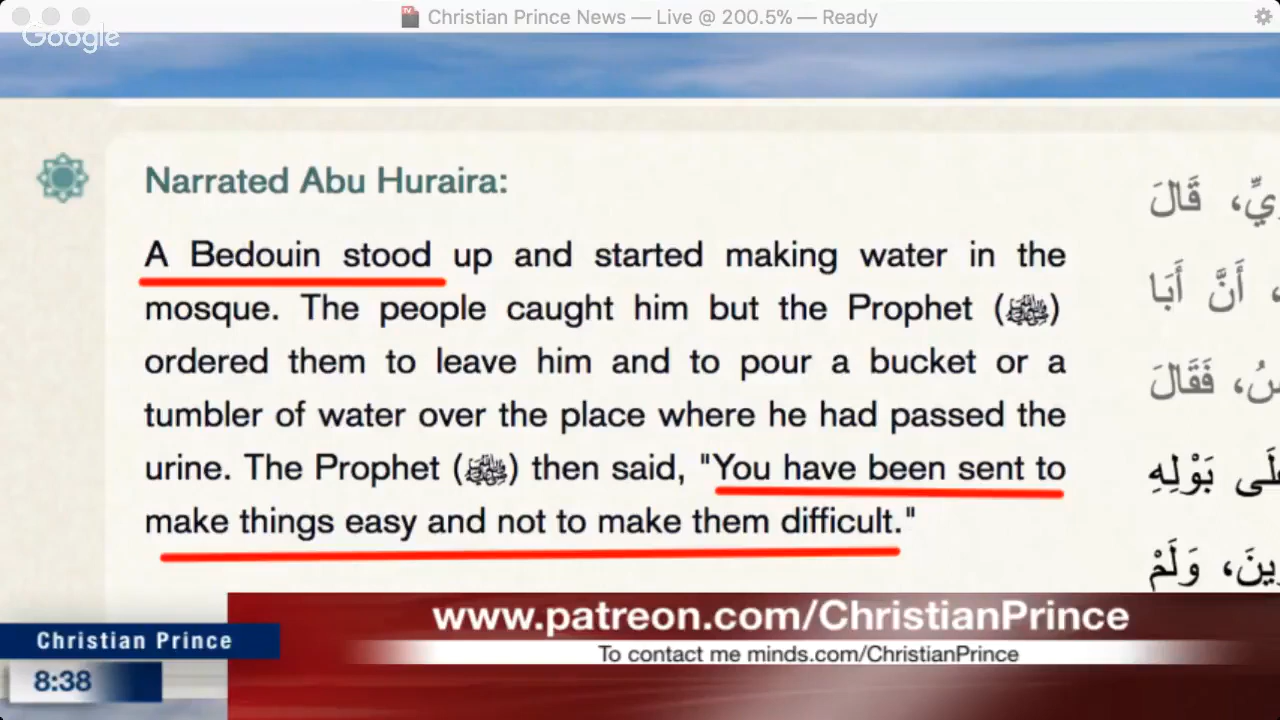 Christian Prince News — Live @ 200.5% — Ready
Google
Narrated Abu Huraira:
A Bedouin stood up and started making water in the
mosque. The people caught him but the Prophet (ﷺ)
ordered them to leave him and to pour a bucket or a
tumbler of water over the place where he had passed the
urine. The Prophet (ﷺ) then said, "You have been sent to
make things easy and not to make them difficult."
قَالَ
أَنَّ أَبَا
فَقَالَ
بَوْلِهِ
وَلَمْ
www.patreon.com/ChristianPrince
Christian Prince
To contact me minds.com/ChristianPrince
8:38